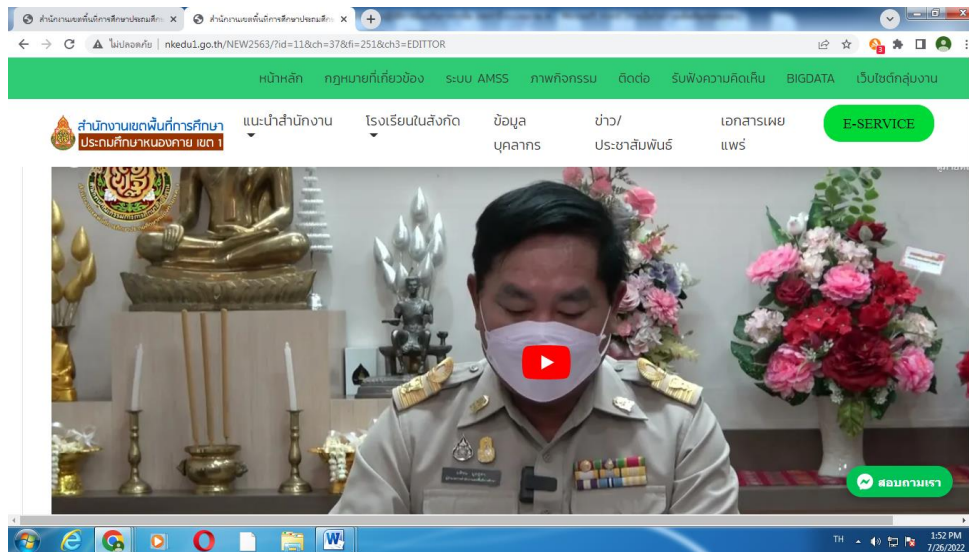 สำนักงานเขตพื้นที่การศึกษาประถมศึกษ
สำนักงานเขตพื้นที่การศึกษาประถมศึกษ
ไม่ปลอดภัย | nkedu1.go.th/NEW2563/?id=11&ch=37&fi=251&ch3=EDITTOR
หน้าหลัก กฎหมายที่เกี่ยวข้อง ระบบ AMSS ภาพกิจกรรม ติดต่อ รับฟังความคิดเห็น BIGDATA เว็บไซต์กลุ่มงาน
สำนักงานเขตพื้นที่การศึกษา
ประถมศึกษาหนองคาย เขต 1
แนะนำสำนักงาน
โรงเรียนในสังกัด
ข้อมูล
บุคลากร
ข่าว/
ประชาสัมพันธ์
เอกสารเผย
แพร่
E-SERVICE
สอบถามเรา
TH
1:52 PM
7/26/2022